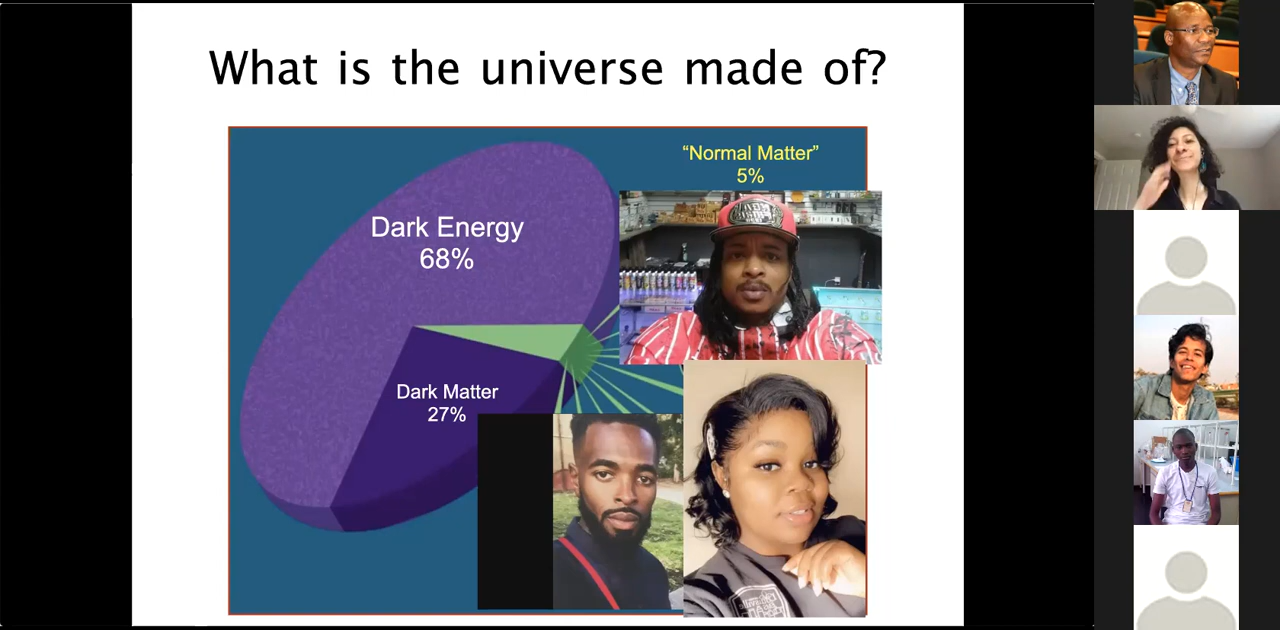 What is the universe made of?
“Normal Matter”
5%
Dark Energy
68%
Dark Matter
27%